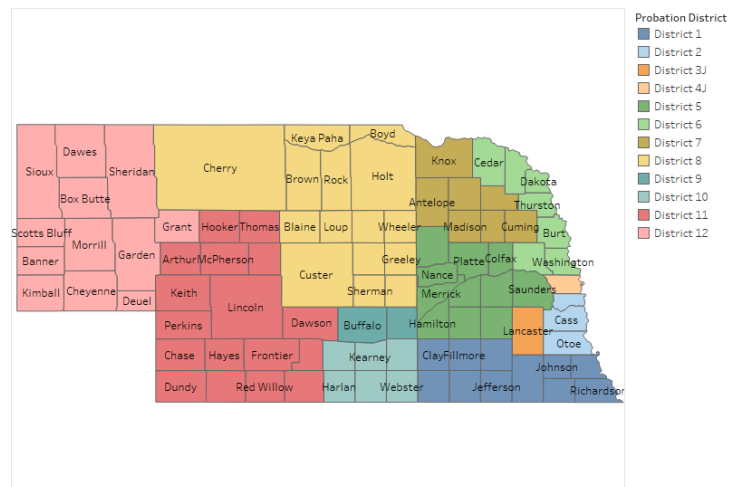 Probation District
District 1
District 2
District 3J
District 4J
District 5
District 6
District 7
District 8
District 9
District 10
District 11
District 12
Boyd
Keya Paha
Dawes
Knox
Cedar
Sioux
Sheridan
Cherry
Brown
Rock
Holt
Dakota
Box Butte
Antelope
Thurston
Scotts Bluff
Grant
Hooker
Thomas
Blaine
Loup
Wheeler
Madison
Cuming
Burt
Morrill
Garden
Banner
Arthur
McPherson
Greeley
Platte
Colfax
Washington
Custer
Nance
Kimball
Cheyenne
Deuel
Keith
Sherman
Merrick
Saunders
Lincoln
Perkins
Dawson
Buffalo
Hamilton
Lancaster
Cass
Otoe
Chase
Hayes
Frontier
Kearney
Clay
Fillmore
Johnson
Dundy
Red Willow
Harlan
Webster
Jefferson
Richardson